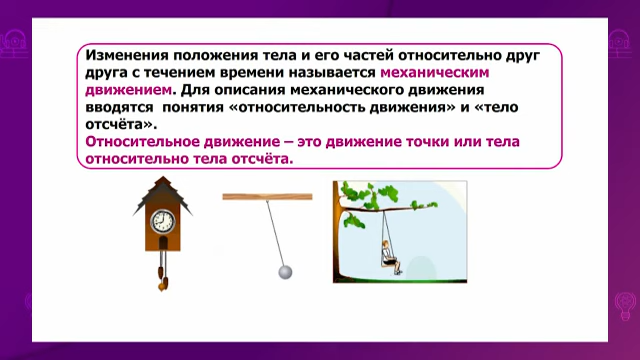 Изменения положения тела и его частей относительно друг
друга с течением времени называется механическим
движением. Для описания механического движения
вводятся понятия «относительность движения» и «тело
отсчёта».
Относительное движение – это движение точки или тела
относительно тела отсчёта.